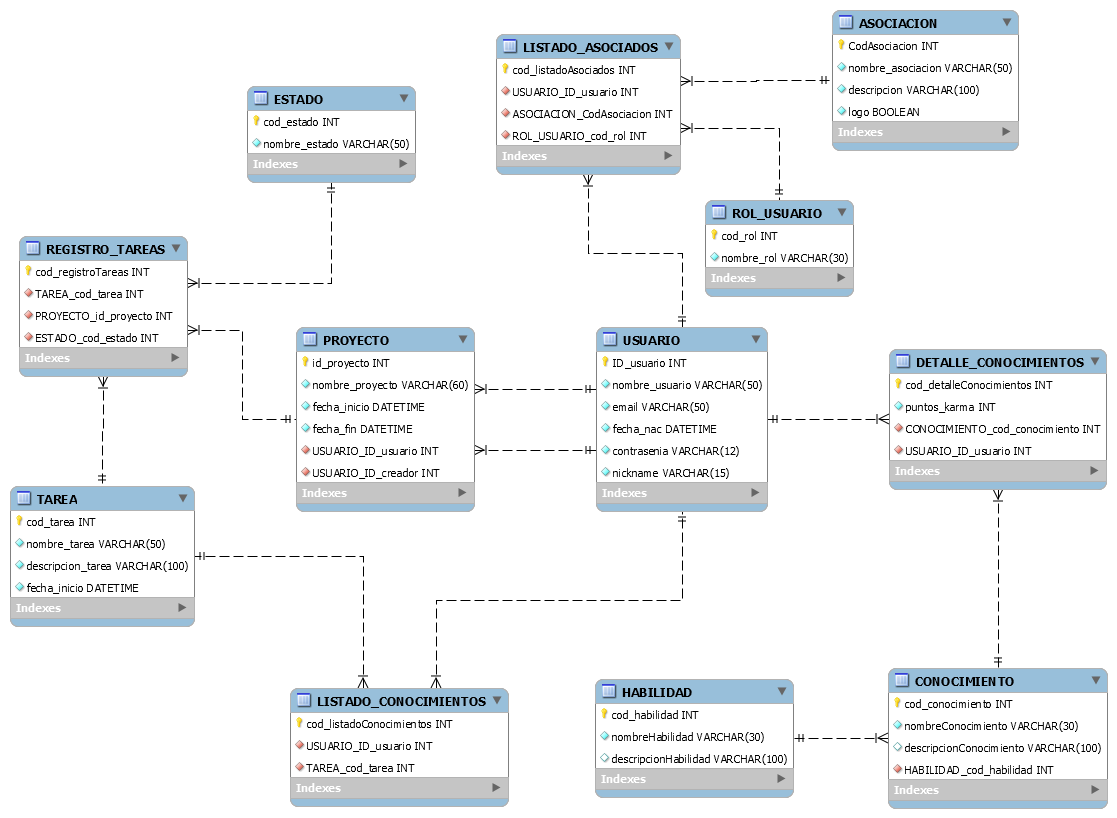 ASOCIACION
CodAsociacion INT
nombre_asociacion VARCHAR(50)
descripcion VARCHAR(100)
logo BOOLEAN
Indexes
LISTADO_ASOCIADOS
cod_listadoAsociados INT
USUARIO_ID_usuario INT
ASOCIACION_CodAsociacion INT
ROL_USUARIO_cod_rol INT
Indexes
ESTADO
cod_estado INT
nombre_estado VARCHAR(50)
Indexes
ROL_USUARIO
cod_rol INT
nombre_rol VARCHAR(30)
Indexes
REGISTRO_TAREAS
cod_registroTareas INT
TAREA_cod_tarea INT
PROYECTO_id_proyecto INT
ESTADO_cod_estado INT
Indexes
PROYECTO
id_proyecto INT
nombre_proyecto VARCHAR(60)
fecha_inicio DATETIME
fecha_fin DATETIME
USUARIO_ID_usuario INT
USUARIO_ID_creador INT
Indexes
USUARIO
ID_usuario INT
nombre_usuario VARCHAR(50)
email VARCHAR(50)
fecha_nac DATETIME
contrasenia VARCHAR(12)
nickname VARCHAR(15)
Indexes
DETALLE_CONOCIMIENTOS
cod_detalleConocimientos INT
puntos_karma INT
CONOCIMIENTO_cod_conocimiento INT
USUARIO_ID_usuario INT
Indexes
TAREA
cod_tarea INT
nombre_tarea VARCHAR(50)
descripcion_tarea VARCHAR(100)
fecha_inicio DATETIME
Indexes
LISTADO_CONOCIMIENTOS
cod_listadoConocimientos INT
USUARIO_ID_usuario INT
TAREA_cod_tarea INT
Indexes
HABILIDAD
cod_habilidad INT
nombreHabilidad VARCHAR(30)
descripcionHabilidad VARCHAR(100)
Indexes
CONOCIMIENTO
cod_conocimiento INT
nombreConocimiento VARCHAR(30)
descripcionConocimiento VARCHAR(100)
HABILIDAD_cod_habilidad INT
Indexes